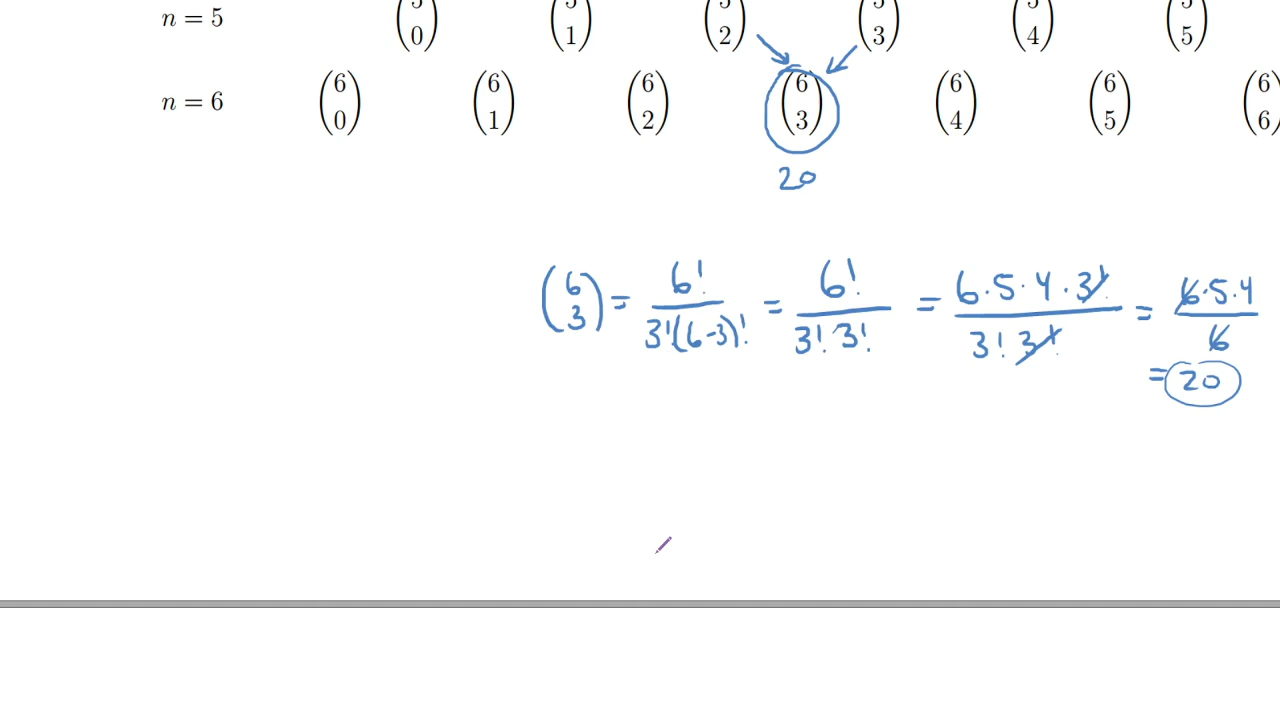 n = 5 (5 0) (5 1) (5 2) (5 3) (5 4) (5 5)
n = 6 (6 0) (6 1) (6 2) (6 3) (6 4) (6 5) (6 6)
20
(6 3) = 6! / 3!(6-3)! = 6! / 3! 3! = 6·5·4·3! / 3! 3! = 6·5·4 / 6
= 20